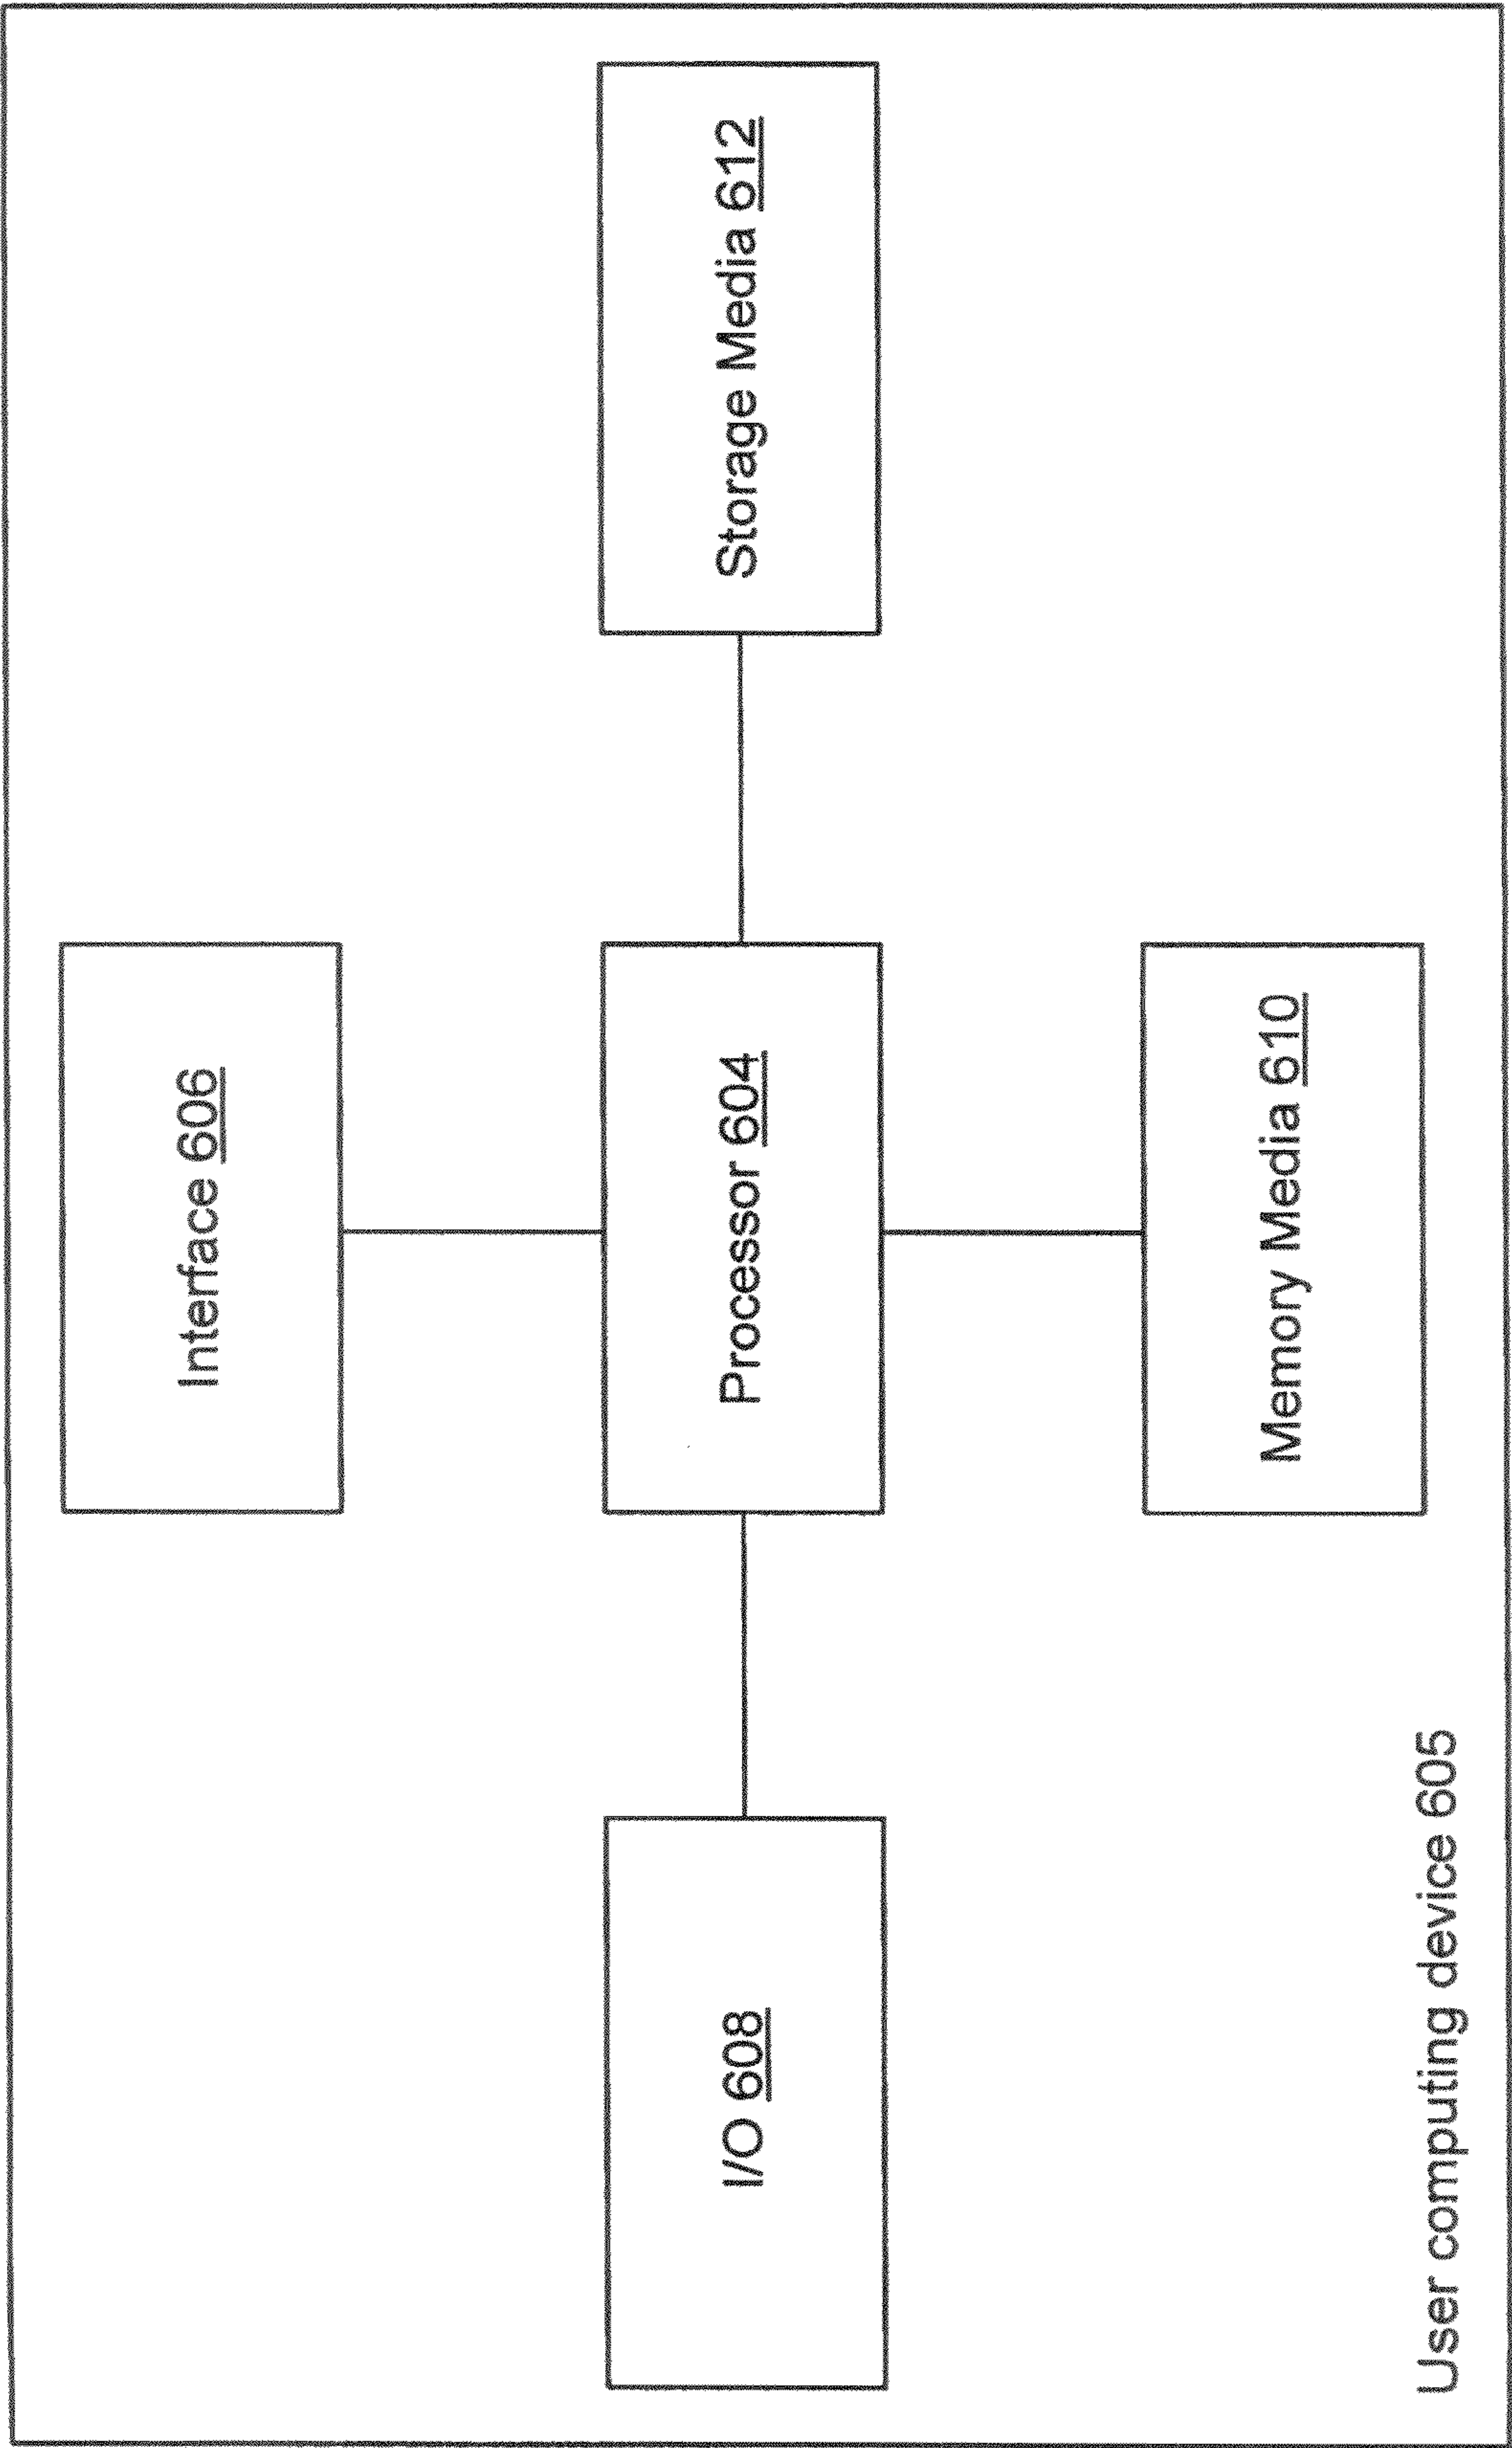 Interface 606
I/O 608
Processor 604
Storage Media 612
Memory Media 610
User computing device 605